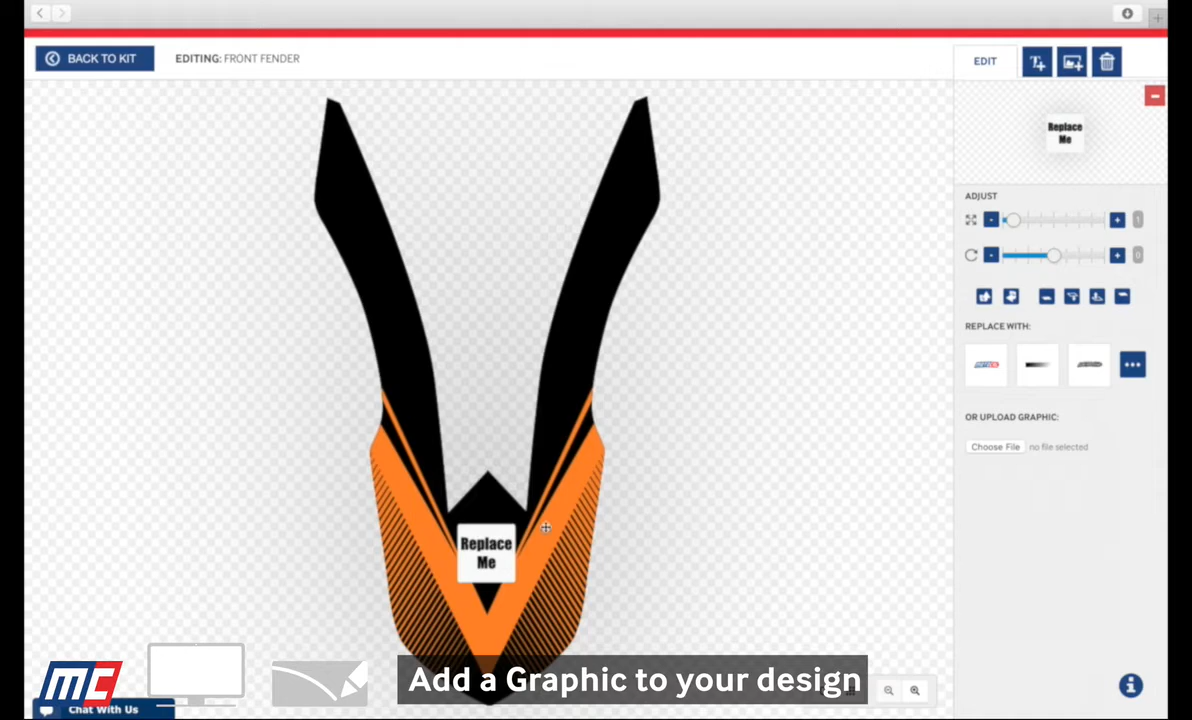 BACK TO KIT
EDITING: FRONT FENDER
EDIT
T+
Replace
Me
ADJUST
1
0
REPLACE WITH:
OR UPLOAD GRAPHIC:
Choose File no file selected
Replace
Me
MC
Add a Graphic to your design
Chat With Us